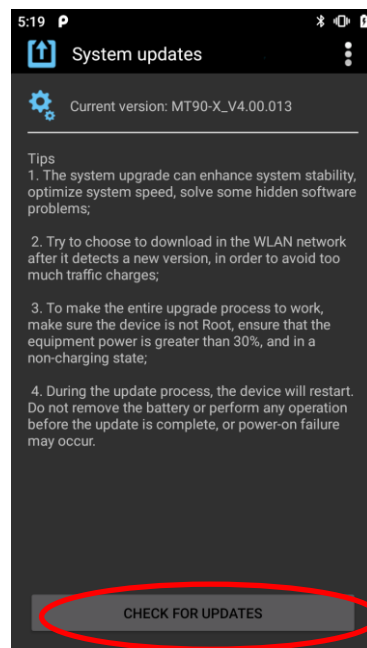 5:19
System updates
Current version: MT90-X_V4.00.013
Tips
1. The system upgrade can enhance system stability,
optimize system speed, solve some hidden software
problems;
2. Try to choose to download in the WLAN network
after it detects a new version, in order to avoid too
much traffic charges;
3. To make the entire upgrade process to work,
make sure the device is not Root, ensure that the
equipment power is greater than 30%, and in a
non-charging state;
4. During the update process, the device will restart.
Do not remove the battery or perform any operation
before the update is complete, or power-on failure
may occur.
CHECK FOR UPDATES